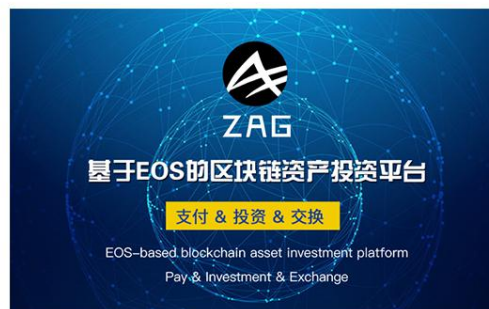 ZAG
基于EOS的区块链资产投资平台
支付 & 投资 & 交换
EOS-based blockchain asset investment platform
Pay & Investment & Exchange